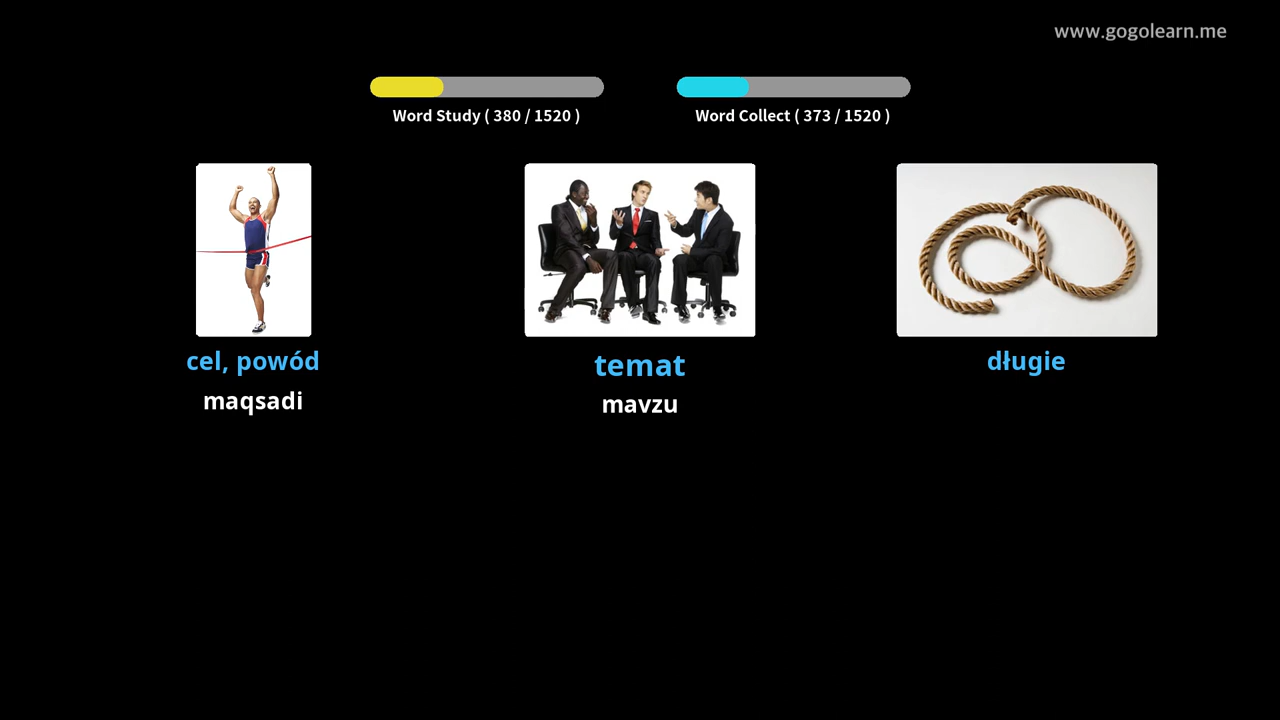 www.gogolearn.me
Word Study ( 380 / 1520 )
Word Collect ( 373 / 1520 )
cel, powód
maqsadi
temat
mavzu
długie